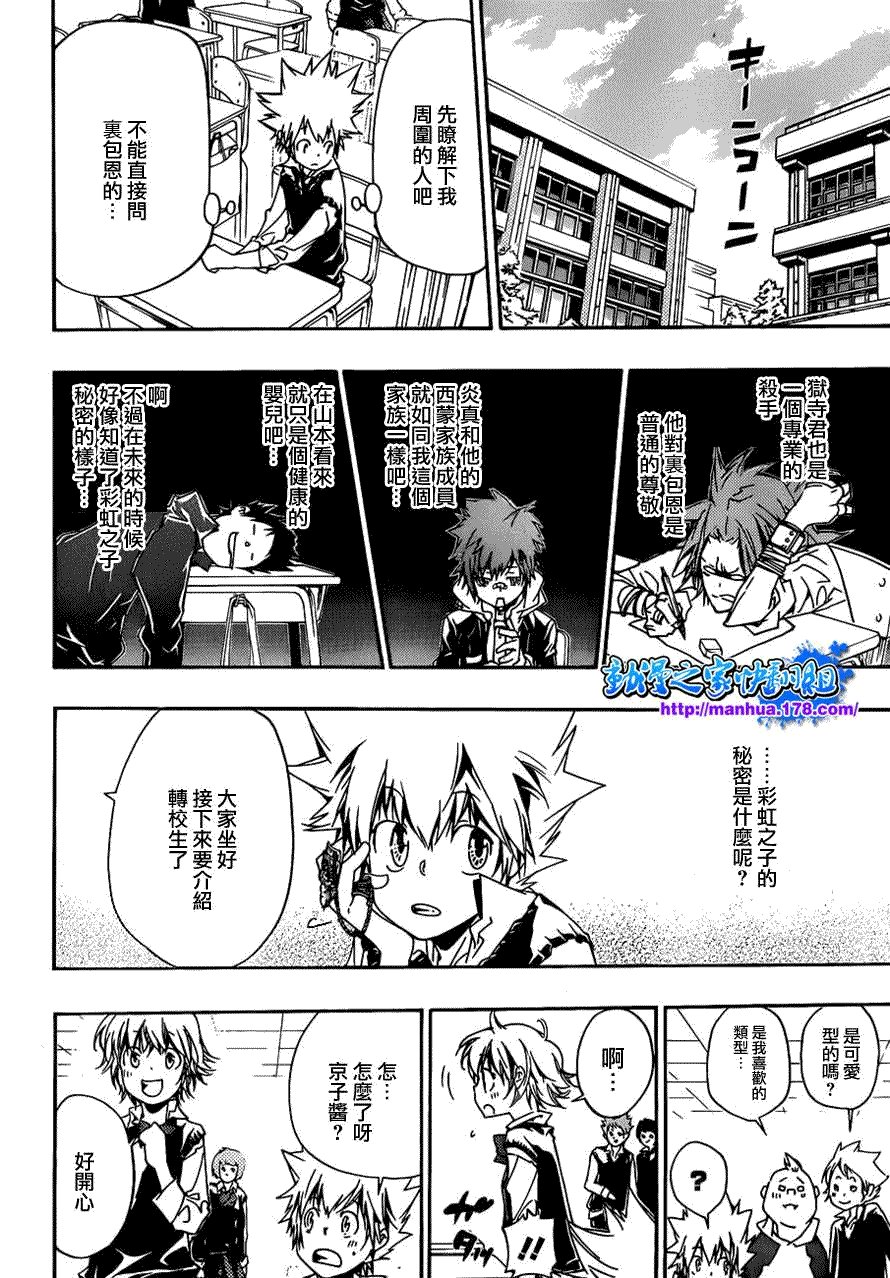 キーンコーン
先瞭解下我
周圍的人吧
不能直接問
裏包恩的…
獄寺君也是
一個專業的
殺手
他對裏包恩是
普通的尊敬
炎真和他的
西蒙家族成員
就如同我這個
家族一樣吧…
在山本看來
就只是個健康的
嬰兒吧…
啊
不過在未來的時候
好像知道了彩虹之子
秘密的樣子…
動漫之家快翻組
http://manhua.178.com/
……彩虹之子的
秘密是什麼呢?
大家坐好
接下來要介紹
轉校生了
是可愛
型的嗎?
是我喜歡的
類型…
?
啊…
ガタッ
!!
怎…
怎麼了呀
京子醬?
好開心